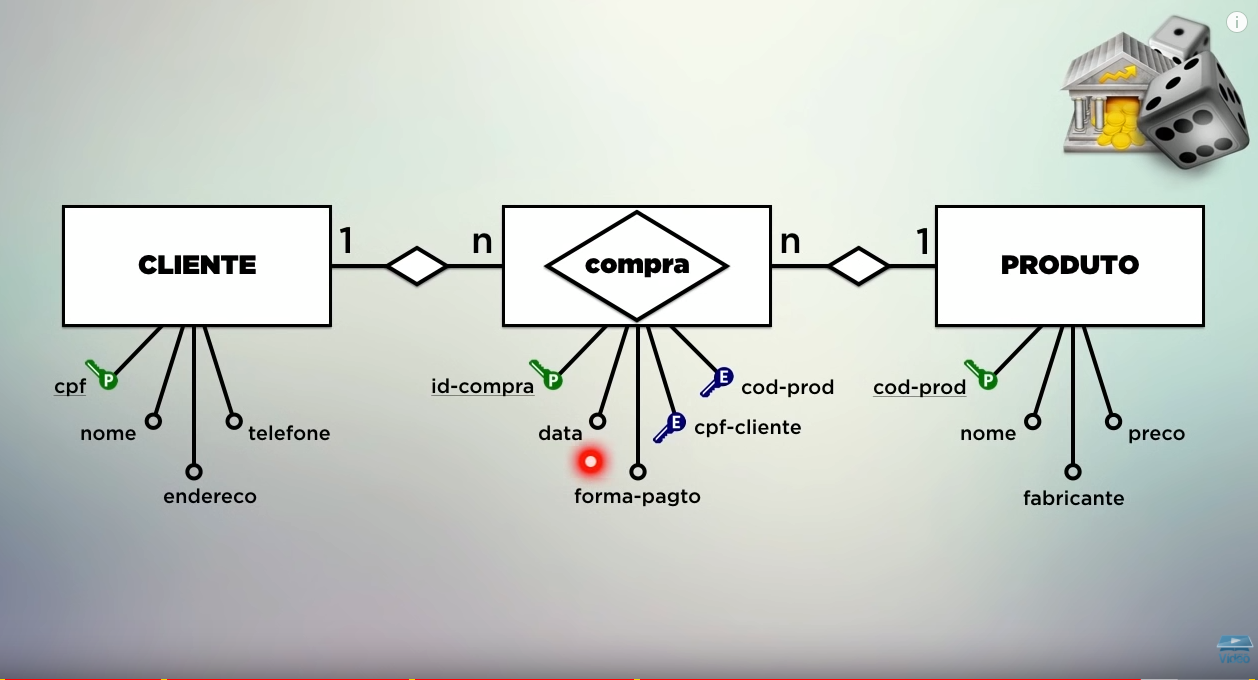 i
1
n
n
1
CLIENTE
compra
PRODUTO
P
cpf
nome
endereco
telefone
P
id-compra
data
forma-pagto
E
cpf-cliente
E
cod-prod
P
cod-prod
nome
fabricante
preco
Vídeo